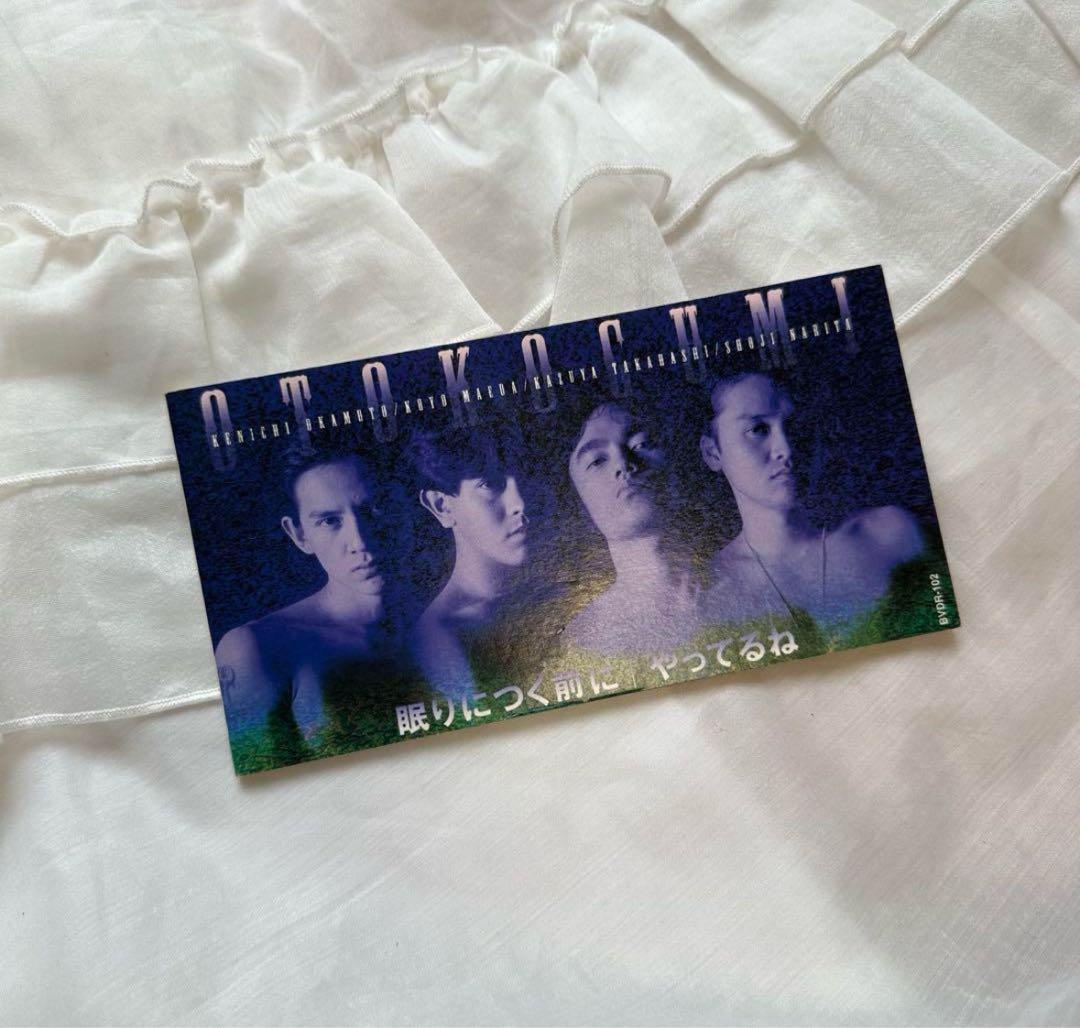 OTOKOGUMI
KENICHI OKAMOTO/KOYO MAEDA/KAZUYA TAKAHASHI/SHOJI NARITA
眠りにつく前に | やってるね
BVDR-102